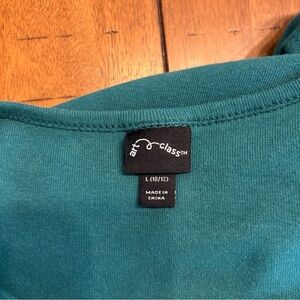 art class™
L (10/12)
MADE IN
CHINA